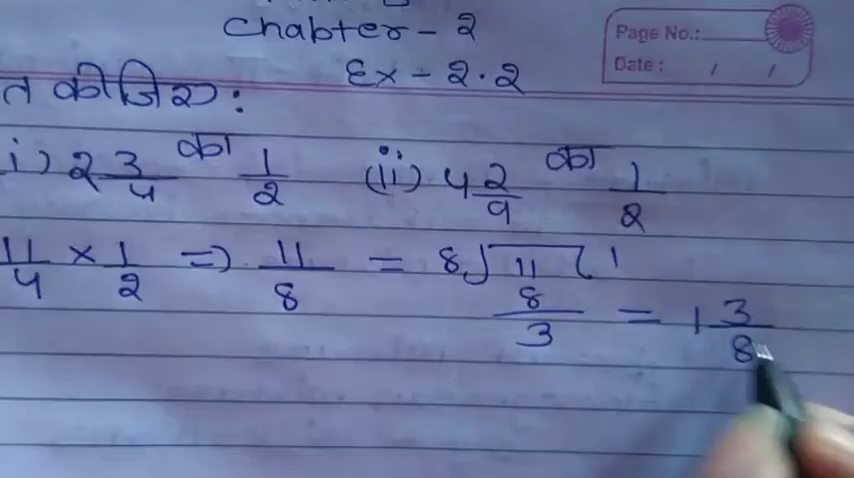 Chapter - 2
Page No.:
Date : / /
Ex - 2.2
त कीजिए :
i) 2 3/4 का 1/2 (ii) 4 2/9 का 1/2
11/4 × 1/2 => 11/8 = 8) 11 ( 1
8
3 = 1 3/8